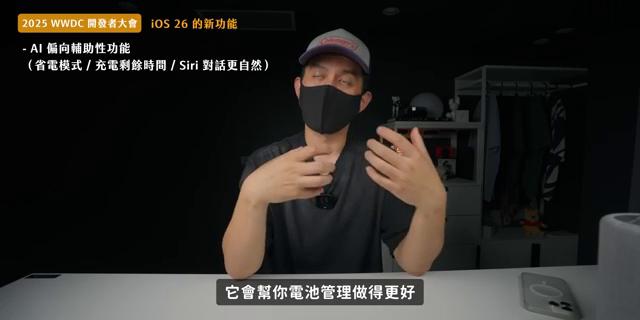 2025 WWDC 開發者大會 iOS 26 的新功能
- AI 偏向輔助性功能
（省電模式 / 充電剩餘時間 / Siri 對話更自然）
它會幫你電池管理做得更好